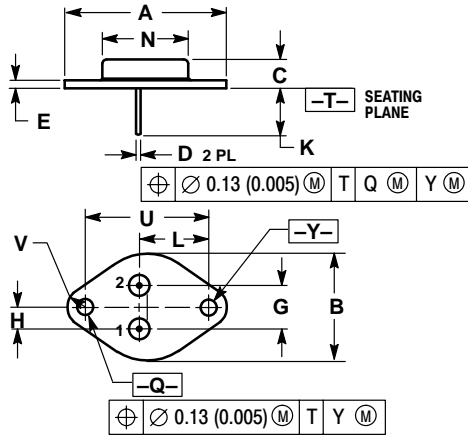 A
N
C
E
–T– SEATING PLANE
K
D 2 PL
⌖ ∅ 0.13 (0.005) Ⓜ T Q Ⓜ Y Ⓜ
U
L
–Y–
V
2
H
G
B
1
–Q–
⌖ ∅ 0.13 (0.005) Ⓜ T Y Ⓜ